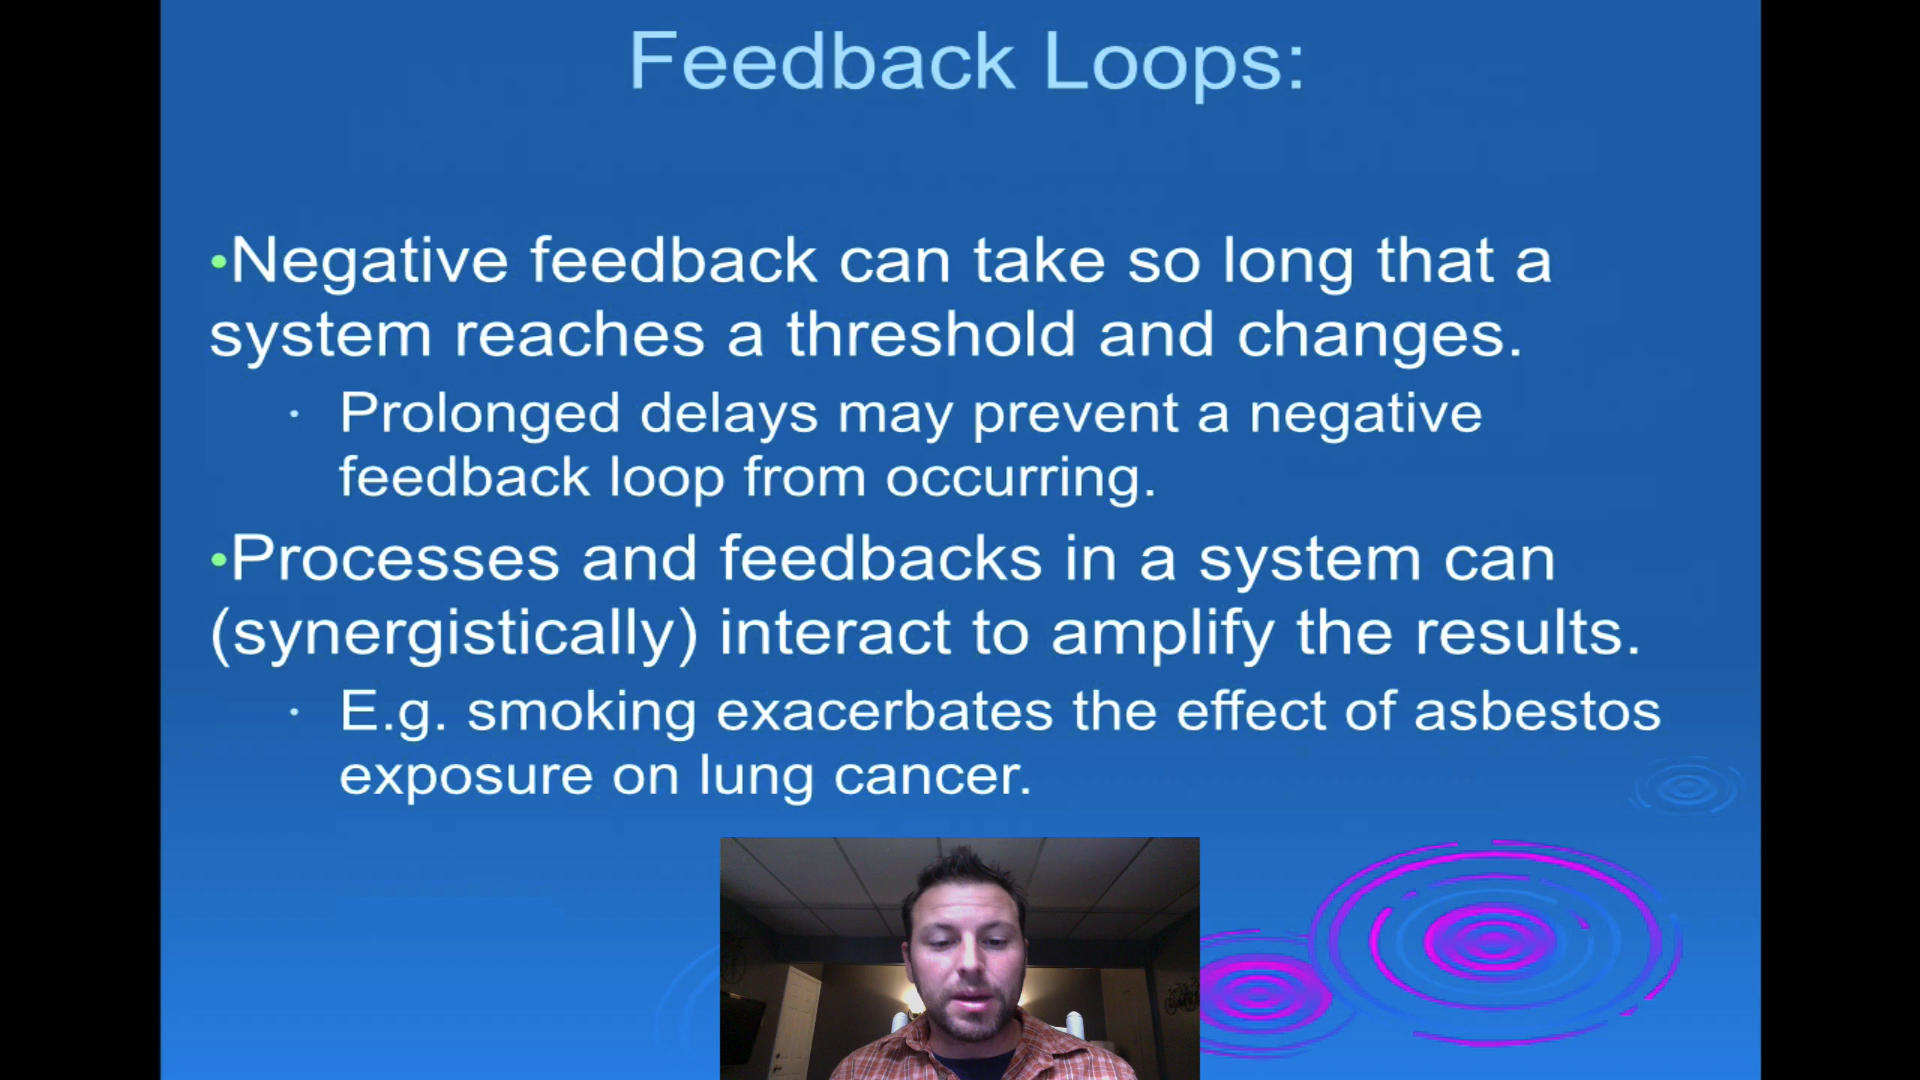 Feedback Loops:
•Negative feedback can take so long that a
system reaches a threshold and changes.
· Prolonged delays may prevent a negative
feedback loop from occurring.
•Processes and feedbacks in a system can
(synergistically) interact to amplify the results.
· E.g. smoking exacerbates the effect of asbestos
exposure on lung cancer.